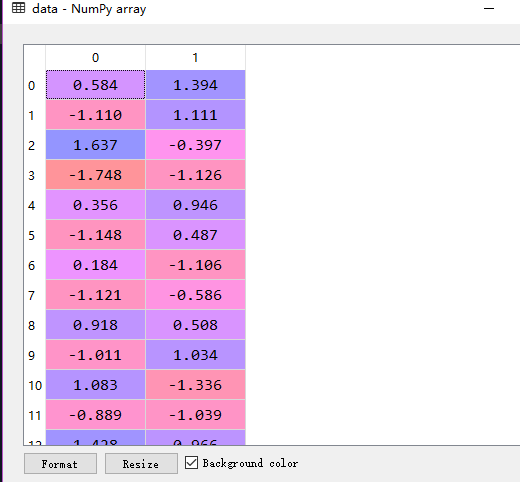 data - NumPy array
0 1
0 0.584 1.394
1 -1.110 1.111
2 1.637 -0.397
3 -1.748 -1.126
4 0.356 0.946
5 -1.148 0.487
6 0.184 -1.106
7 -1.121 -0.586
8 0.918 0.508
9 -1.011 1.034
10 1.083 -1.336
11 -0.889 -1.039
12 1.428 0.966
Format Resize Background color